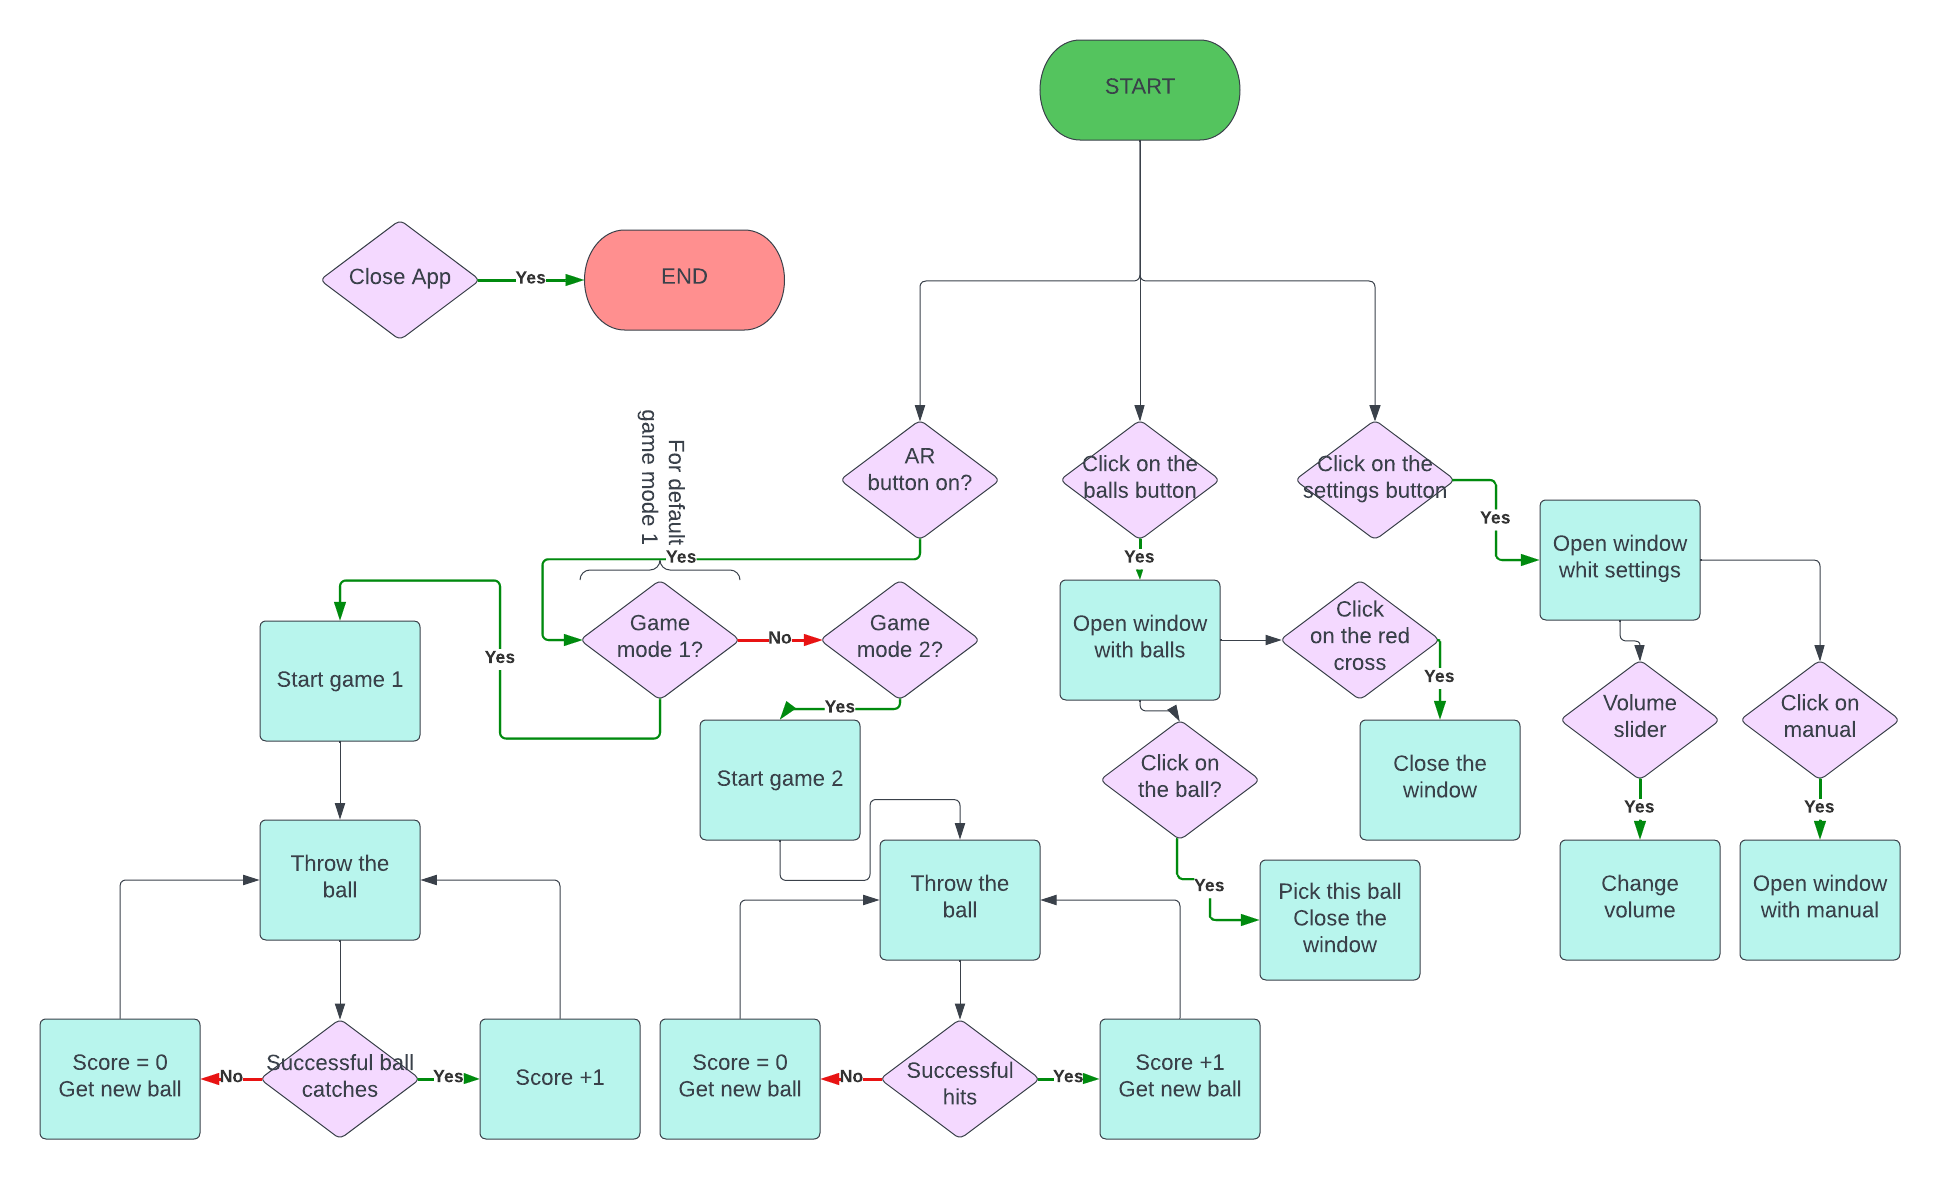 START
Close App
Yes
END
For default
game mode 1
AR
button on?
Click on the
balls button
Click on the
settings button
Yes
Yes
Yes
Open window
whit settings
Game
mode 1?
No
Game
mode 2?
Open window
with balls
Click
on the red
cross
Yes
Yes
Start game 1
Yes
Volume
slider
Click on
manual
Start game 2
Click on
the ball?
Close the
window
Yes
Yes
Throw the
ball
Throw the
ball
Yes
Pick this ball
Close the
window
Change
volume
Open window
with manual
Score = 0
Get new ball
No
Successful ball
catches
Yes
Score +1
Score = 0
Get new ball
No
Successful
hits
Yes
Score +1
Get new ball